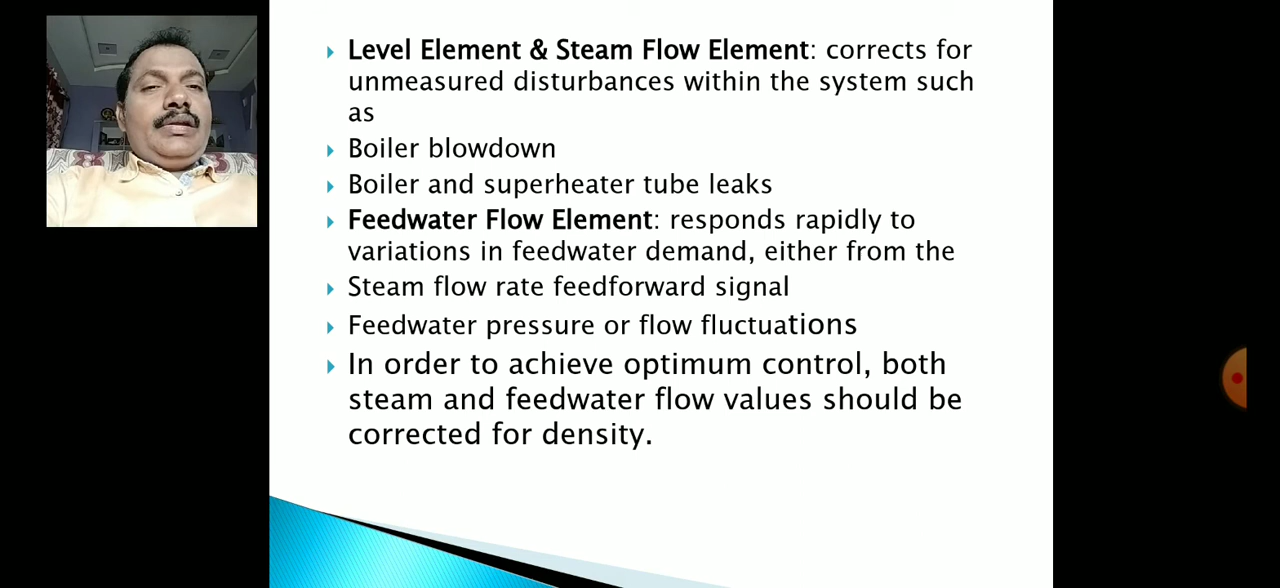 Level Element & Steam Flow Element: corrects for
unmeasured disturbances within the system such
as
Boiler blowdown
Boiler and superheater tube leaks
Feedwater Flow Element: responds rapidly to
variations in feedwater demand, either from the
Steam flow rate feedforward signal
Feedwater pressure or flow fluctuations
In order to achieve optimum control, both
steam and feedwater flow values should be
corrected for density.